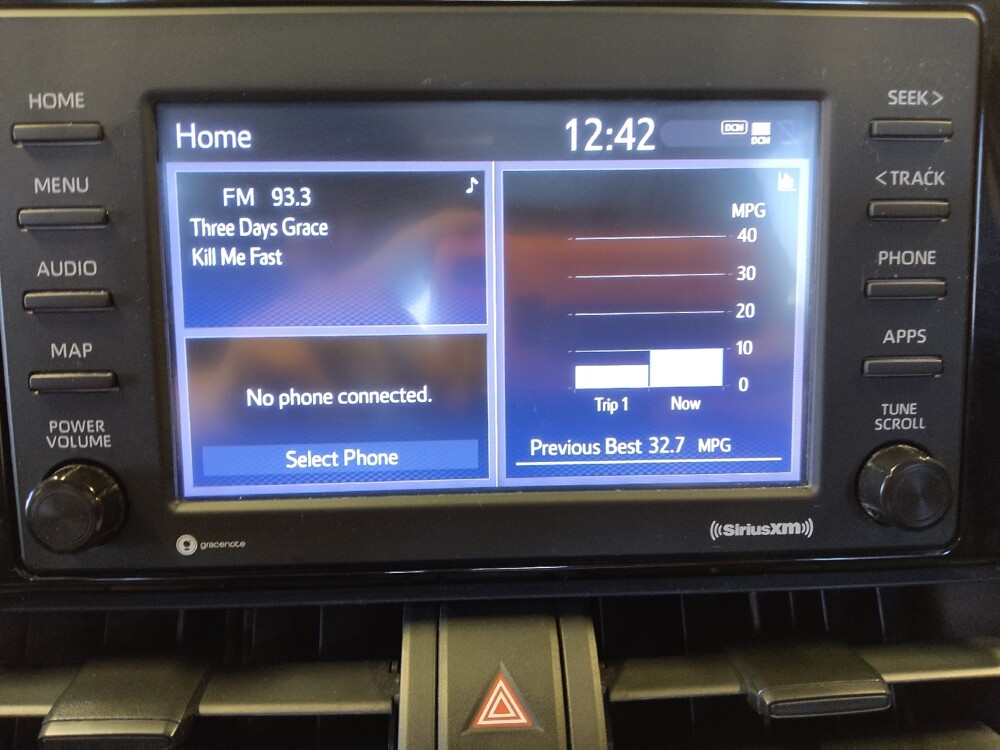 HOME
MENU
AUDIO
MAP
POWER
VOLUME
Home
12:42
DCM
DCM
FM 93.3
Three Days Grace
Kill Me Fast
No phone connected.
Select Phone
MPG
40
30
20
10
0
Trip 1
Now
Previous Best 32.7 MPG
SEEK >
< TRACK
PHONE
APPS
TUNE
SCROLL
gracenote
((SiriusXM))